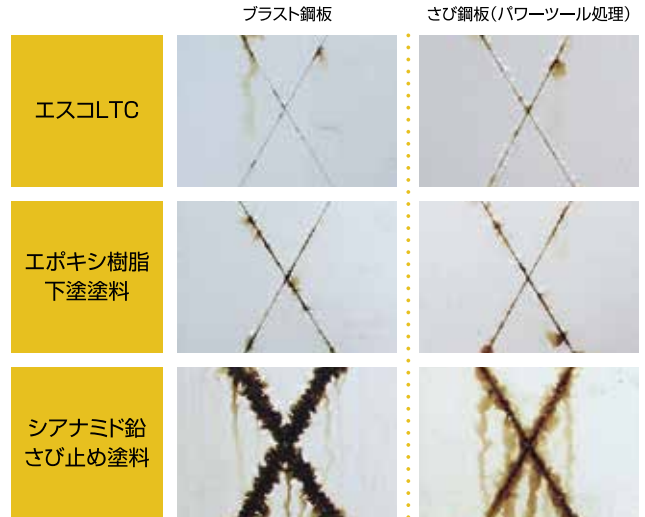 ブラスト鋼板
さび鋼板(パワーツール処理)
エスコLTC
エポキシ樹脂
下塗塗料
シアナミド鉛
さび止め塗料